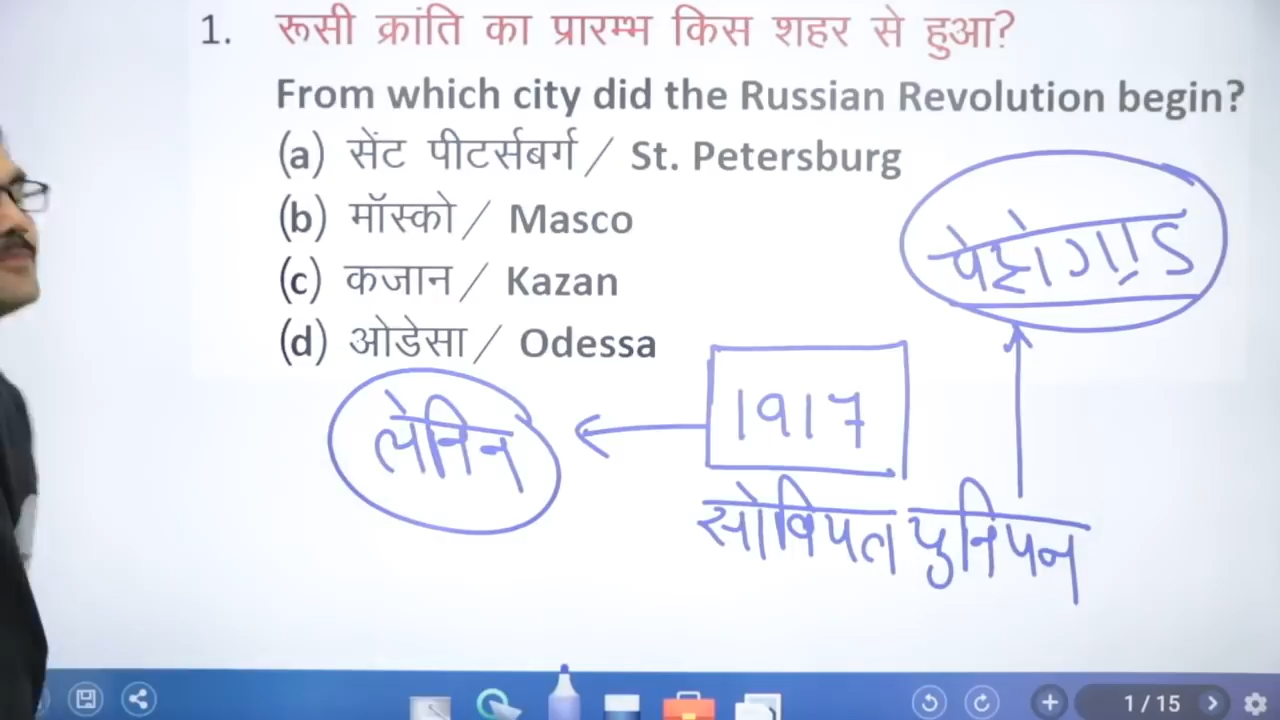 1. रूसी क्रांति का प्रारम्भ किस शहर से हुआ?
From which city did the Russian Revolution begin?
(a) सेंट पीटर्सबर्ग / St. Petersburg
(b) मॉस्को / Masco
(c) कजान / Kazan
(d) ओडेसा / Odessa
पेट्रोग्राड
1917
लेनिन
सोवियत युनियन
1 / 15